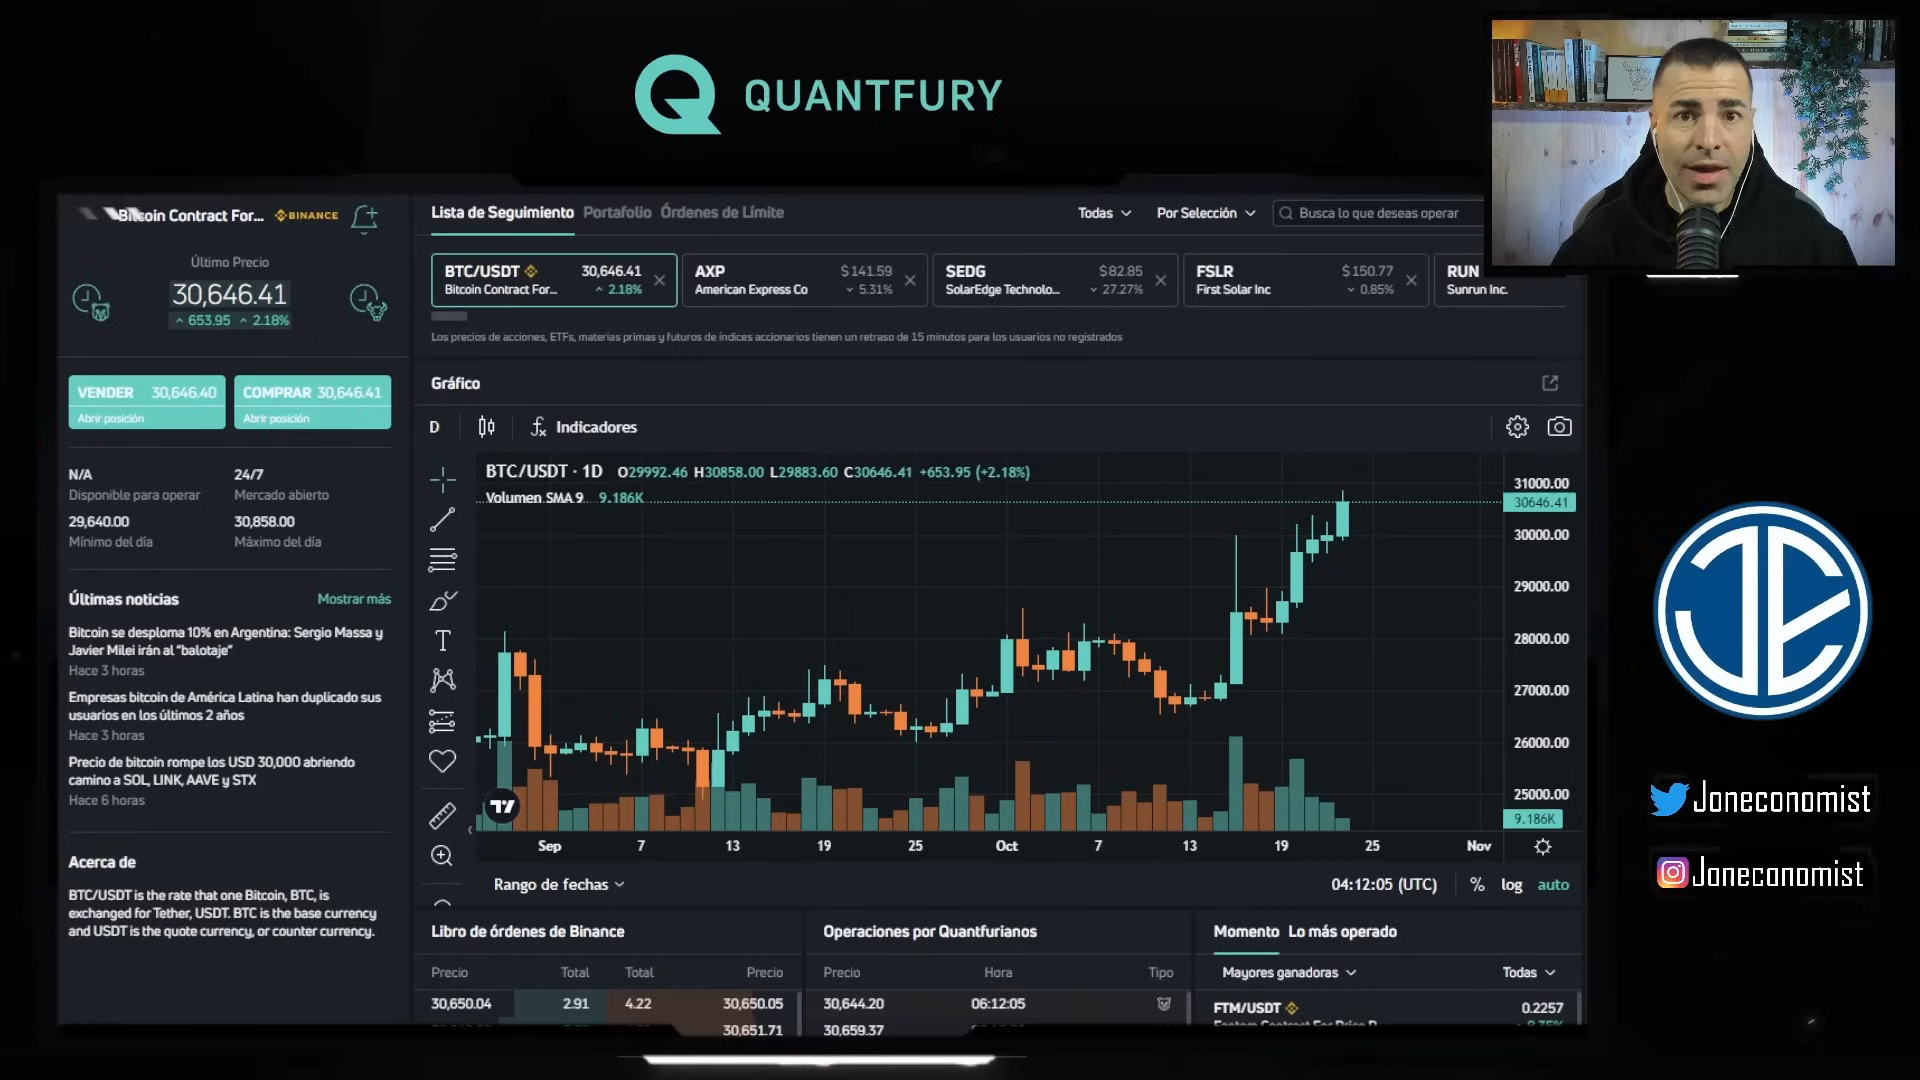 QUANTFURY
Bitcoin Contract For... BINANCE
Último Precio
30,646.41
653.95 2.18%
VENDER 30,646.40
Abrir posición
COMPRAR 30,646.41
Abrir posición
N/A
Disponible para operar
24/7
Mercado abierto
29,640.00
Mínimo del día
30,858.00
Máximo del día
Últimas noticias
Mostrar más
Bitcoin se desploma 10% en Argentina: Sergio Massa y
Javier Milei irán al "balotaje"
Hace 3 horas
Empresas bitcoin de América Latina han duplicado sus
usuarios en los últimos 2 años
Hace 3 horas
Precio de bitcoin rompe los USD 30,000 abriendo
camino a SOL, LINK, AAVE y STX
Hace 6 horas
Acerca de
BTC/USDT is the rate that one Bitcoin, BTC, is
exchanged for Tether, USDT. BTC is the base currency
and USDT is the quote currency, or counter currency.
Lista de Seguimiento Portafolio Órdenes de Límite
Todas Por Selección Busca lo que deseas operar
BTC/USDT 30,646.41
Bitcoin Contract For... 2.18%
AXP $141.59
American Express Co 5.31%
SEDG $82.85
SolarEdge Technolo... 27.27%
FSLR $150.77
First Solar Inc 0.85%
RUN
Sunrun Inc.
Los precios de acciones, ETFs, materias primas y futuros de índices accionarios tienen un retraso de 15 minutos para los usuarios no registrados
Gráfico
D Indicadores
BTC/USDT · 1D O29992.46 H30858.00 L29883.60 C30646.41 +653.95 (+2.18%)
Volumen SMA 9 9.186K
31000.00
30646.41
30000.00
29000.00
28000.00
27000.00
26000.00
25000.00
9.186K
Sep 7 13 19 25 Oct 7 13 19 25 Nov
Rango de fechas
04:12:05 (UTC) % log auto
Libro de órdenes de Binance
Precio Total Total Precio
30,650.04 2.91 4.22 30,650.05
30,651.71
Operaciones por Quantfurianos
Precio Hora Tipo
30,644.20 06:12:05
30,659.37
Momento Lo más operado
Mayores ganadoras Todas
FTM/USDT 0.2257
JE
Joneconomist
Joneconomist